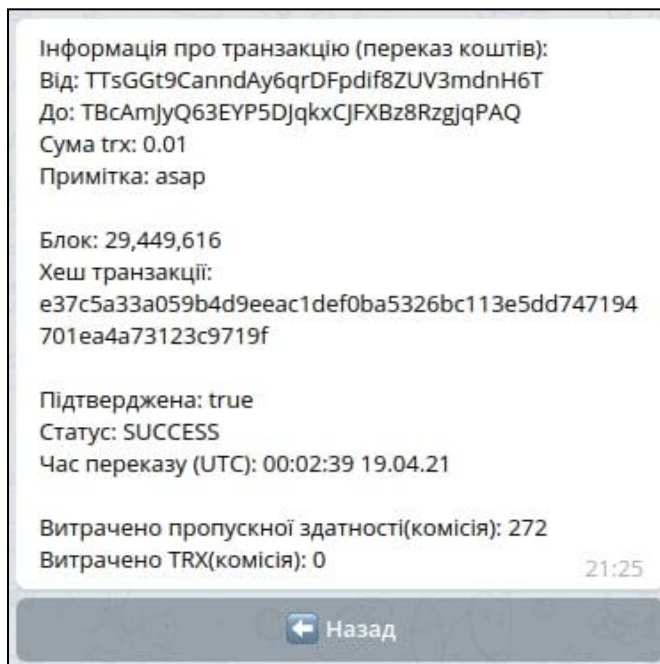 Інформація про транзакцію (переказ коштів):
Від: TTsGGt9CanndAy6qrDFpdif8ZUV3mdnH6T
До: TBcAmJyQ63EYP5DJqkxCJFXBz8RzgjqPAQ
Сума trx: 0.01
Примітка: asap
Блок: 29,449,616
Хеш транзакції:
e37c5a33a059b4d9eeac1def0ba5326bc113e5dd747194
701ea4a73123c9719f
Підтверджена: true
Статус: SUCCESS
Час переказу (UTC): 00:02:39 19.04.21
Витрачено пропускної здатності(комісія): 272
Витрачено TRX(комісія): 0
21:25
Назад